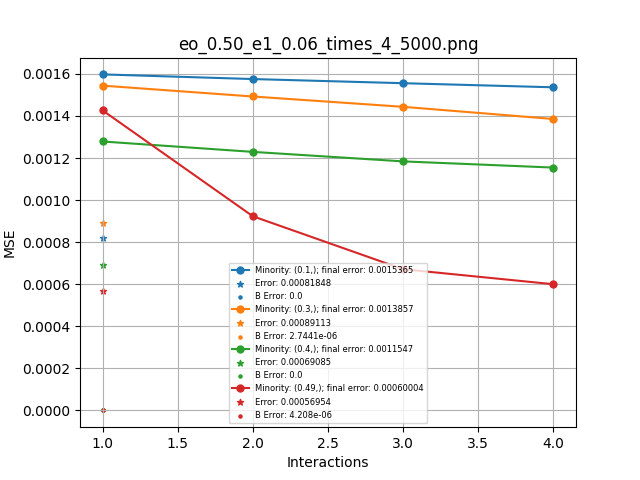 eo_0.50_e1_0.06_times_4_5000.png
MSE
0.0016
0.0014
0.0012
0.0010
0.0008
0.0006
0.0004
0.0002
0.0000
Minority: (0.1,); final error: 0.0015365
Error: 0.00081848
B Error: 0.0
Minority: (0.3,); final error: 0.0013857
Error: 0.00089113
B Error: 2.7441e-06
Minority: (0.4,); final error: 0.0011547
Error: 0.00069085
B Error: 0.0
Minority: (0.49,); final error: 0.00060004
Error: 0.00056954
B Error: 4.208e-06
1.0 1.5 2.0 2.5 3.0 3.5 4.0
Interactions